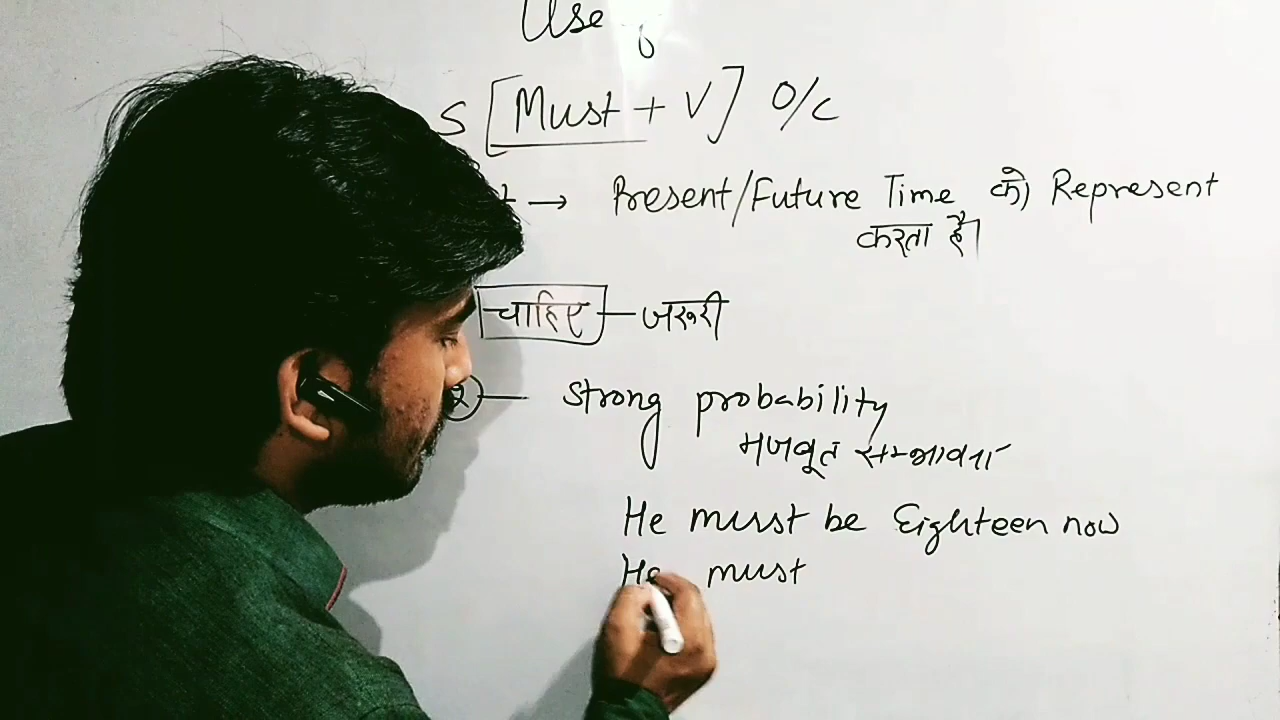 Use
S [Must + V] O/C
→ Present/Future Time को Represent
करता है।
चाहिए — जरूरी
२ — Strong probability
मजबूत सम्भावना
He must be Eighteen now
He must